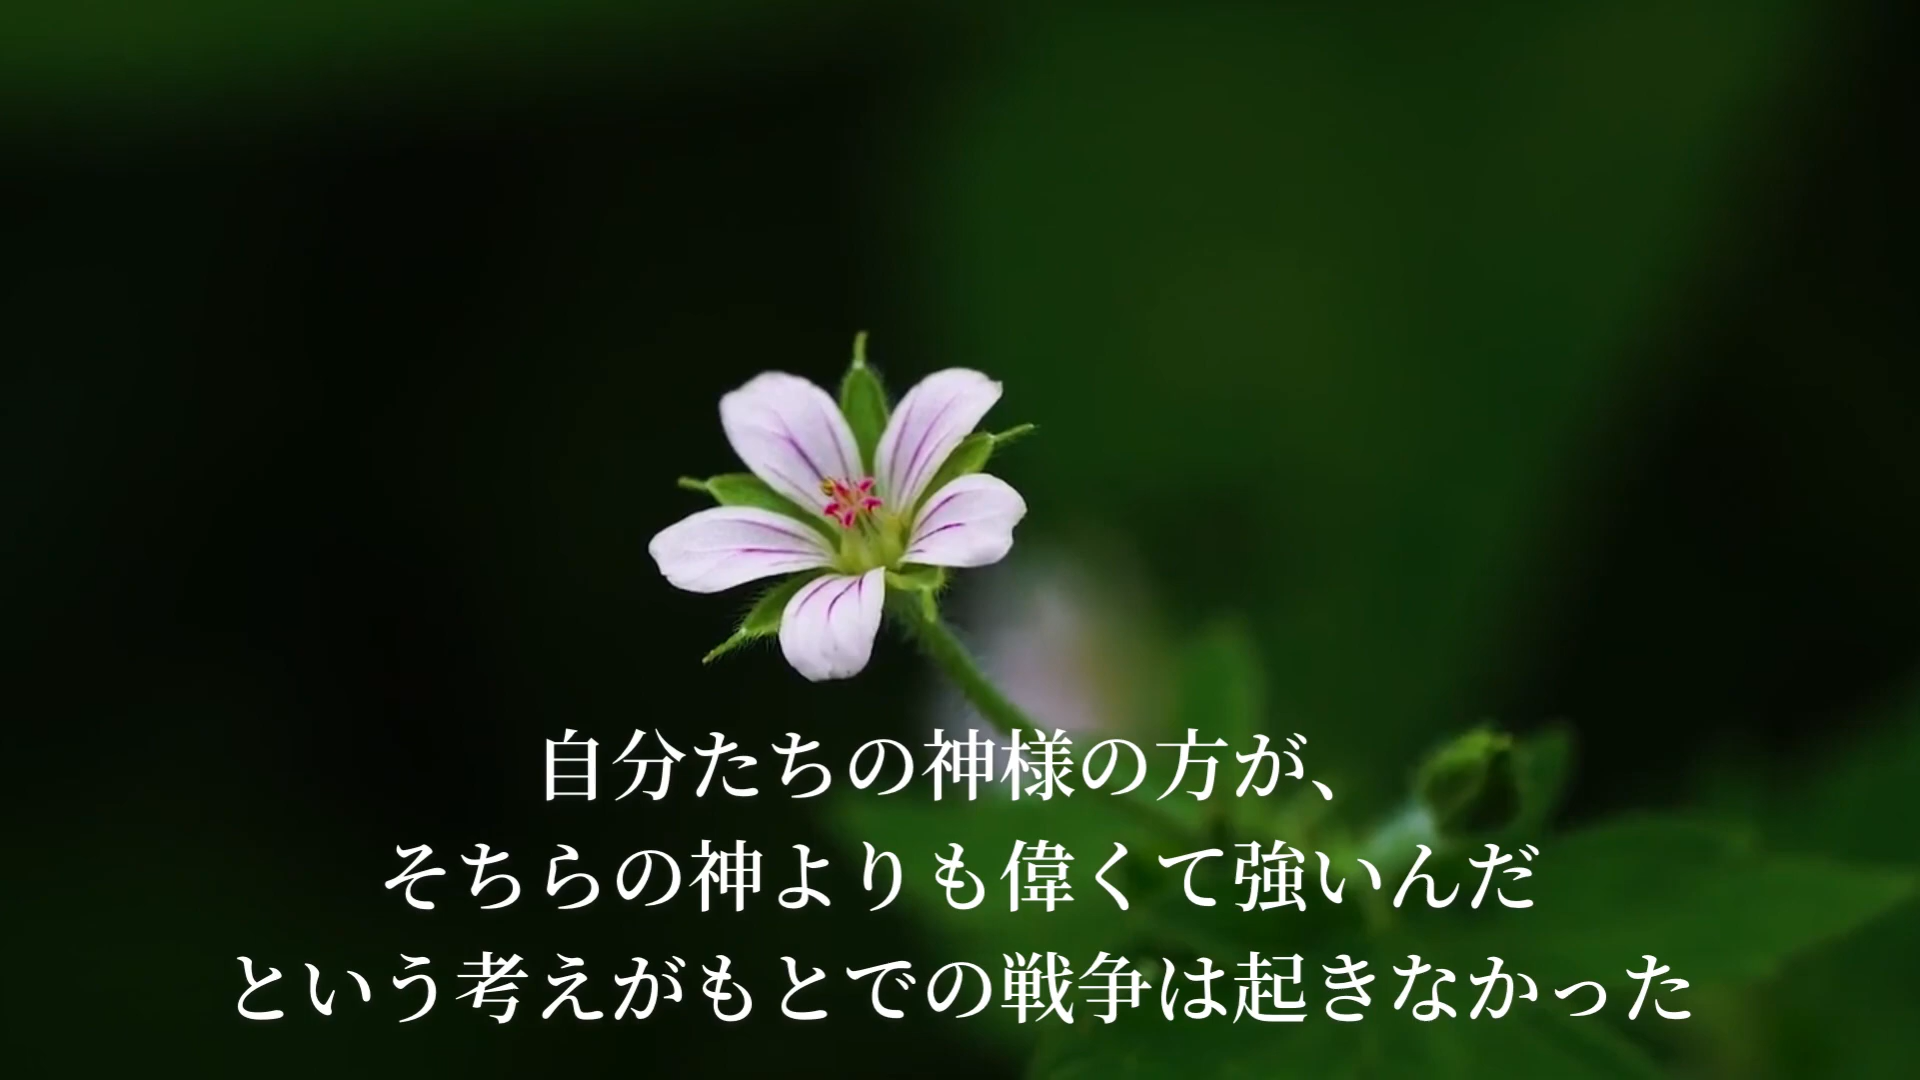 自分たちの神様の方が、
そちらの神よりも偉くて強いんだ
という考えがもとでの戦争は起きなかった